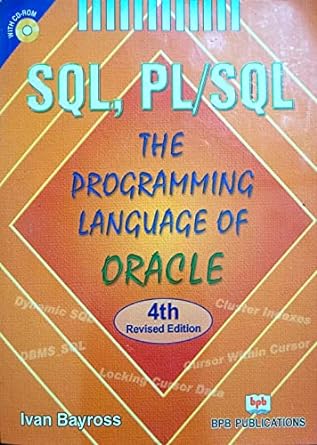 WITH CD-ROM
SQL, PL/SQL
THE
PROGRAMMING
LANGUAGE OF
ORACLE
4th
Revised Edition
Dynamic SQL
Cluster Indexes
DBMS_SQL
Cursor Within Cursor
Locking Cursor Data
Ivan Bayross
bpb
BPB PUBLICATIONS